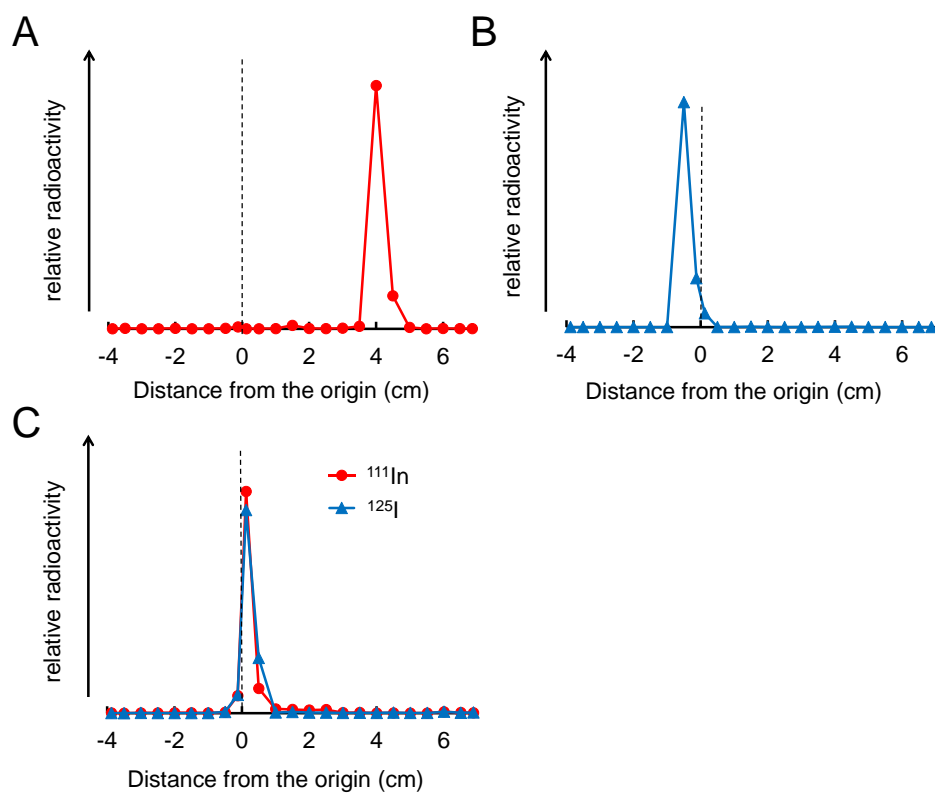 A
relative radioactivity
-4 -2 0 2 4 6
Distance from the origin (cm)
B
relative radioactivity
-4 -2 0 2 4 6
Distance from the origin (cm)
C
relative radioactivity
¹¹¹In
¹²⁵I
-4 -2 0 2 4 6
Distance from the origin (cm)